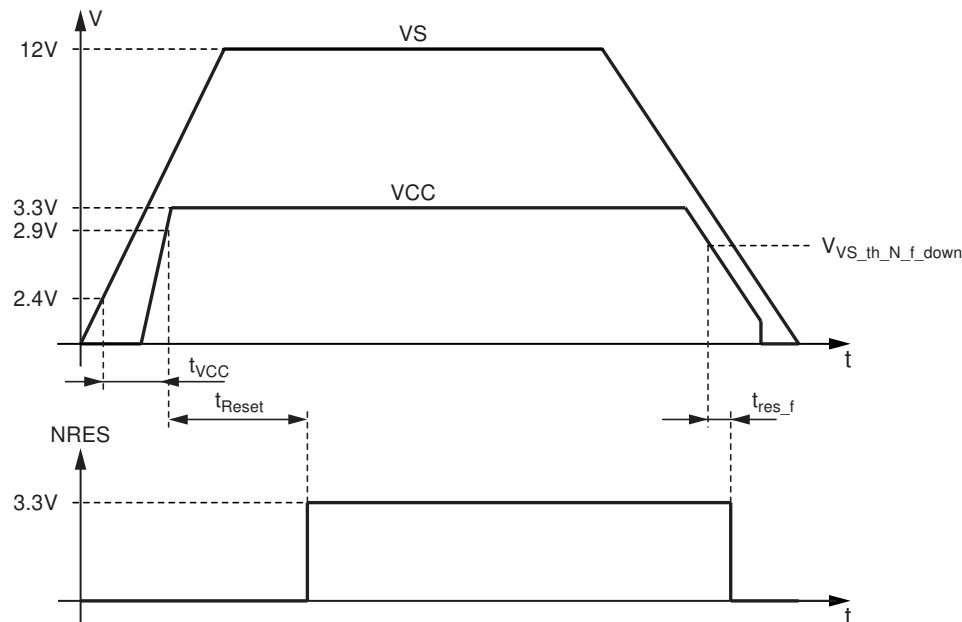 V
12V
VS
3.3V
VCC
2.9V
V_VS_th_N_f_down
2.4V
t
t_VCC
t_Reset
t_res_f
NRES
3.3V
t